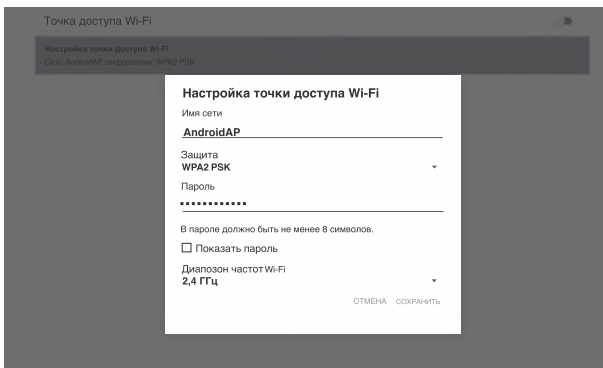 Точка доступа Wi-Fi
Настройка точки доступа Wi-Fi
Сеть: AndroidAP, шифрование: WPA2 PSK
Настройка точки доступа Wi-Fi
Имя сети
AndroidAP
Защита
WPA2 PSK
Пароль
В пароле должно быть не менее 8 символов.
Показать пароль
Диапозон частот Wi-Fi
2,4 ГГц
ОТМЕНА СОХРАНИТЬ